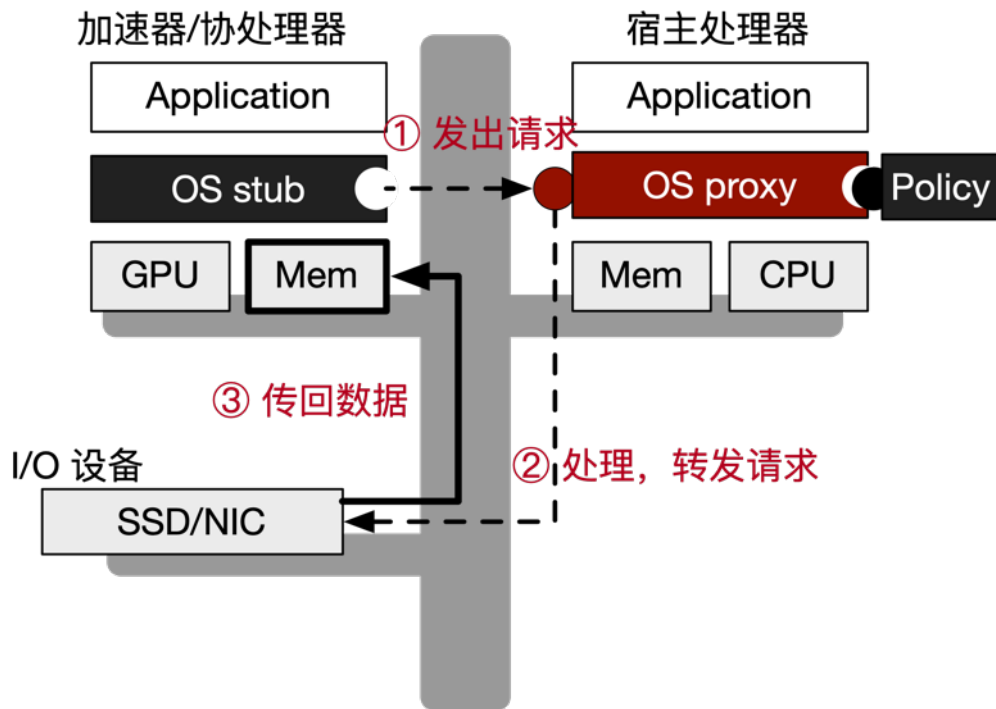 加速器/协处理器
宿主处理器
Application
Application
① 发出请求
OS stub
OS proxy
Policy
GPU
Mem
Mem
CPU
③ 传回数据
I/O 设备
② 处理，转发请求
SSD/NIC